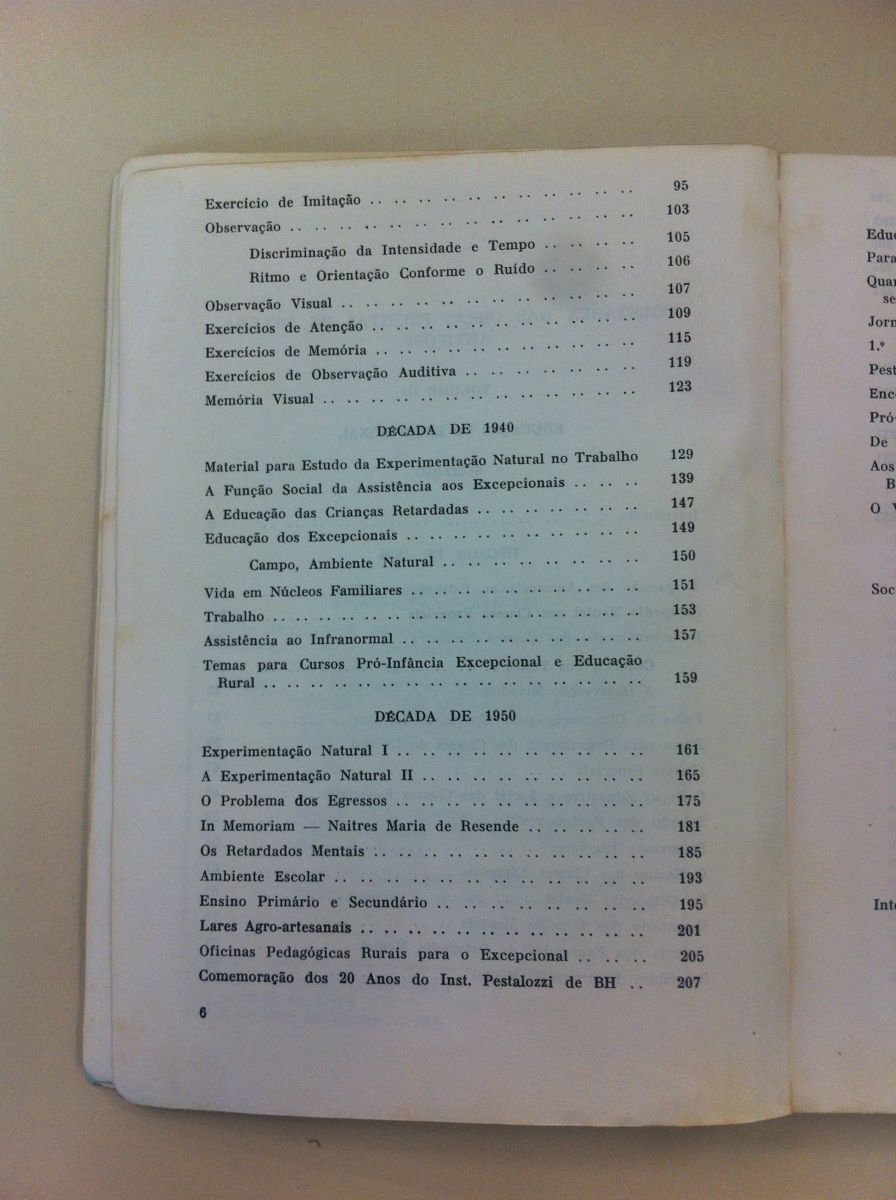 Exercício de Imitação .. .. .. .. .. .. .. .. .. .. .. 95
Observação .. .. .. .. .. .. .. .. .. .. .. .. .. .. 103
Discriminação da Intensidade e Tempo .. .. .. .. 105
Ritmo e Orientação Conforme o Ruído .. .. .. .. 106
Observação Visual .. .. .. .. .. .. .. .. .. .. .. .. 107
Exercícios de Atenção .. .. .. .. .. .. .. .. .. .. .. 109
Exercícios de Memória .. .. .. .. .. .. .. .. .. .. .. 115
Exercícios de Observação Auditiva .. .. .. .. .. .. .. 119
Memória Visual .. .. .. .. .. .. .. .. .. .. .. .. .. 123
DÉCADA DE 1940
Material para Estudo da Experimentação Natural no Trabalho 129
A Função Social da Assistência aos Excepcionais .. .. .. 139
A Educação das Crianças Retardadas .. .. .. .. .. .. .. 147
Educação dos Excepcionais .. .. .. .. .. .. .. .. .. .. 149
Campo, Ambiente Natural .. .. .. .. .. .. .. .. 150
Vida em Núcleos Familiares .. .. .. .. .. .. .. .. .. .. 151
Trabalho .. .. .. .. .. .. .. .. .. .. .. .. .. .. .. 153
Assistência ao Infranormal .. .. .. .. .. .. .. .. .. .. 157
Temas para Cursos Pró-Infância Excepcional e Educação
Rural .. .. .. .. .. .. .. .. .. .. .. .. .. .. .. .. 159
DÉCADA DE 1950
Experimentação Natural I .. .. .. .. .. .. .. .. .. .. .. 161
A Experimentação Natural II .. .. .. .. .. .. .. .. .. .. 165
O Problema dos Egressos .. .. .. .. .. .. .. .. .. .. .. 175
In Memoriam — Naitres Maria de Resende .. .. .. .. .. 181
Os Retardados Mentais .. .. .. .. .. .. .. .. .. .. .. .. 185
Ambiente Escolar .. .. .. .. .. .. .. .. .. .. .. .. .. 193
Ensino Primário e Secundário .. .. .. .. .. .. .. .. .. 195
Lares Agro-artesanais .. .. .. .. .. .. .. .. .. .. .. .. 201
Oficinas Pedagógicas Rurais para o Excepcional .. .. .. 205
Comemoração dos 20 Anos do Inst. Pestalozzi de BH .. 207
6
Para
se
1.º
De
Aos
B
O